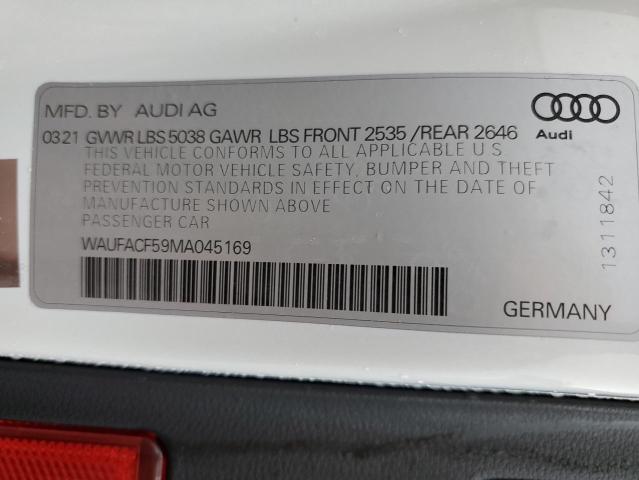 MFD. BY AUDI AG
0321 GVWR LBS 5038 GAWR LBS FRONT 2535 / REAR 2646
Audi
THIS VEHICLE CONFORMS TO ALL APPLICABLE U S
FEDERAL MOTOR VEHICLE SAFETY, BUMPER AND THEFT
PREVENTION STANDARDS IN EFFECT ON THE DATE OF
MANUFACTURE SHOWN ABOVE
PASSENGER CAR
WAUFACF59MA045169
1311842
GERMANY